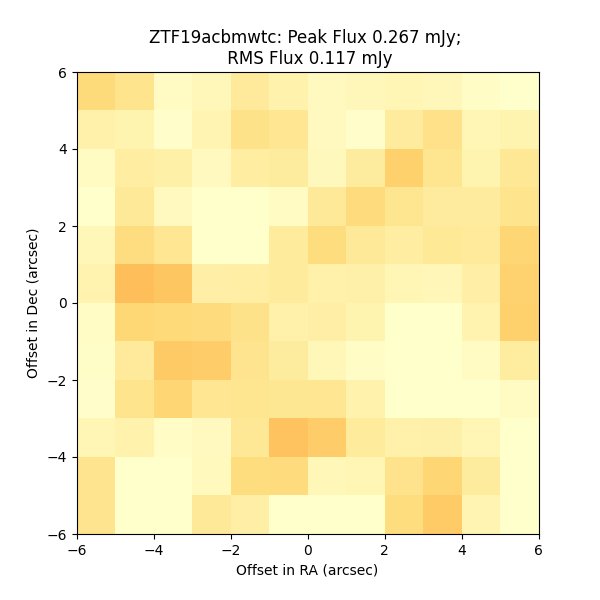 ZTF19acbmwtc: Peak Flux 0.267 mJy;
RMS Flux 0.117 mJy
6
4
2
0
−2
−4
−6
Offset in Dec (arcsec)
−6 −4 −2 0 2 4 6
Offset in RA (arcsec)